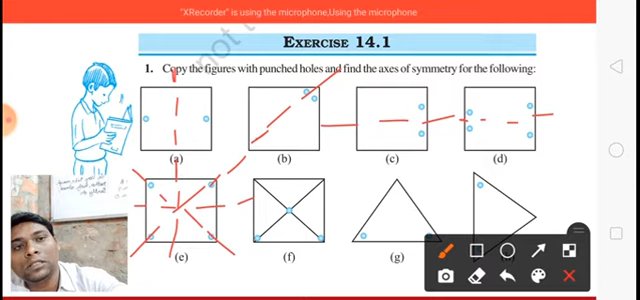 "XRecorder" is using the microphone,Using the microphone
EXERCISE 14.1
1. Copy the figures with punched holes and find the axes of symmetry for the following:
(a) (b) (c) (d)
(e) (f) (g)